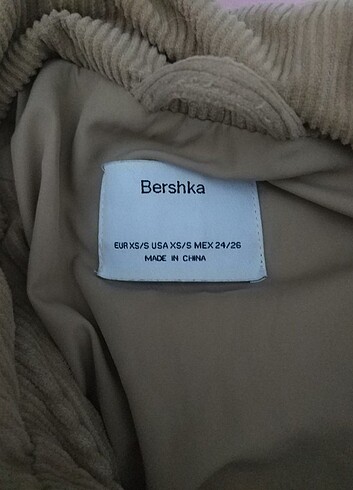 Bershka
EUR XS/S USA XS/S MEX 24/26
MADE IN CHINA